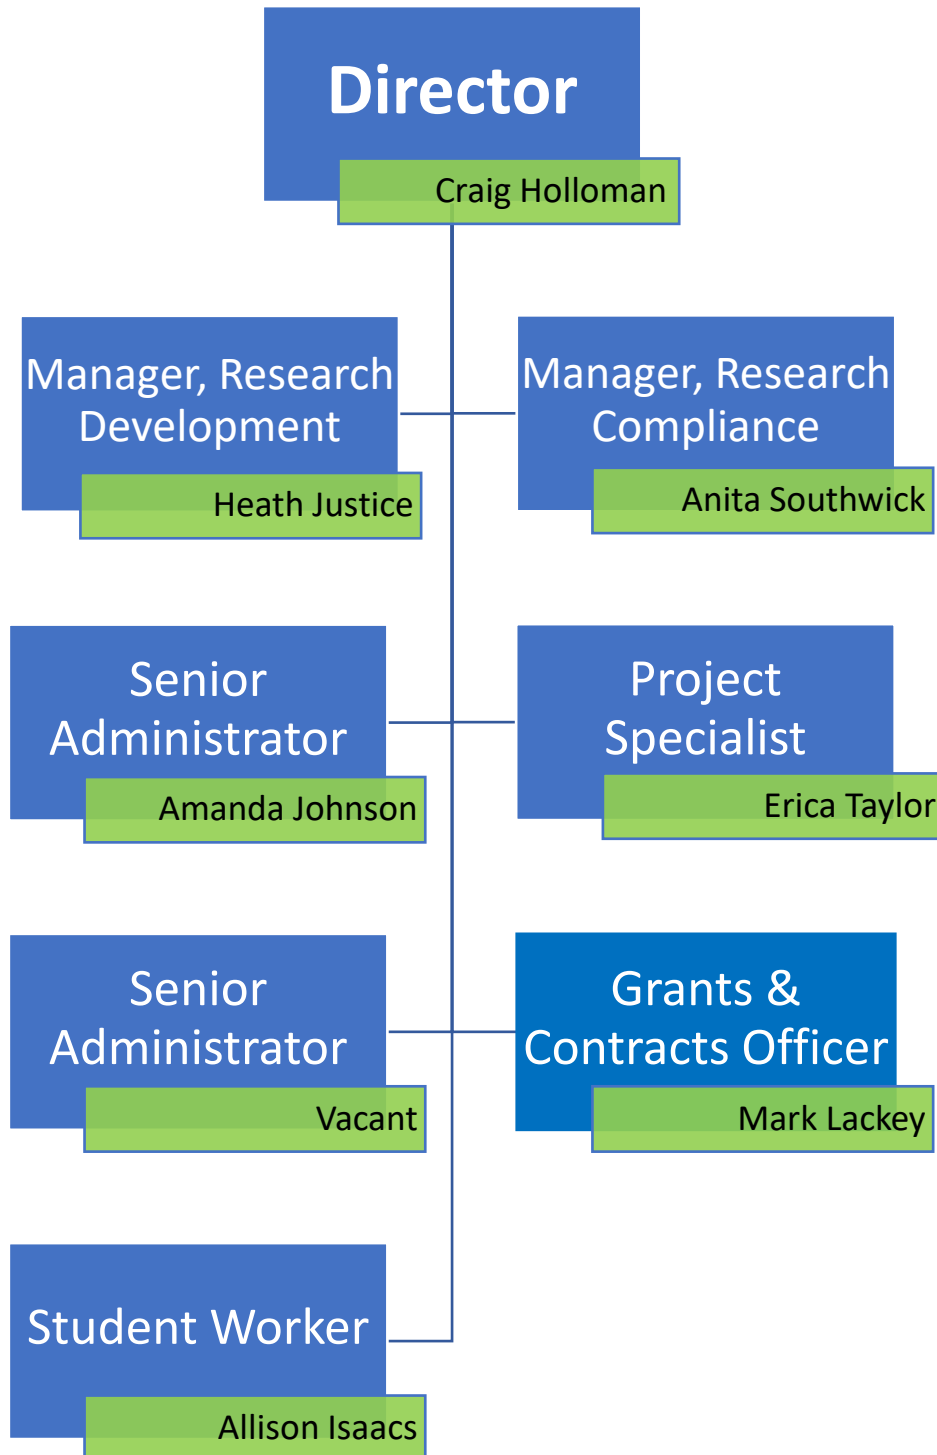 Director
Craig Holloman
Manager, Research
Development
Heath Justice
Manager, Research
Compliance
Anita Southwick
Senior
Administrator
Amanda Johnson
Project
Specialist
Erica Taylor
Senior
Administrator
Vacant
Grants &
Contracts Officer
Mark Lackey
Student Worker
Allison Isaacs